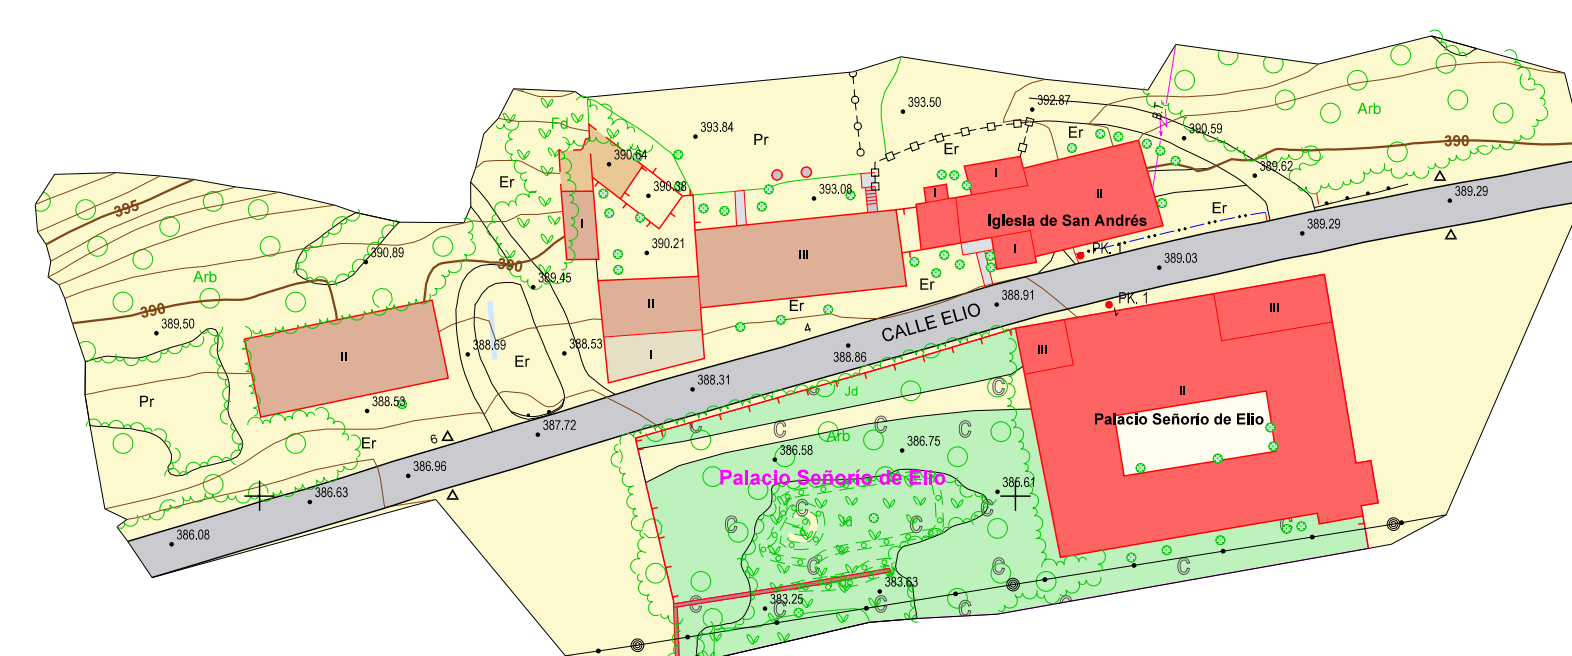 393.50
392.87
Arb
Fd
393.84
Pr
Er
Er
390.59
390
390.64
I
390.38
393.08
I
I
II
389.62
Er
395
Er
I
Iglesia de San Andrés
Er
389.29
389.29
390.89
390.21
III
I
PK. 1
389.03
Arb
390
389.45
Er
II
Er
388.91
PK. 1
III
390
389.50
4
CALLE ELIO
388.69
388.53
Er
I
388.86
III
II
388.31
Jd
II
Pr
388.53
C
C
C
C
C
Palacio Señorío de Elio
Er
6
387.72
Arb
386.58
386.75
386.96
Palacio Señorío de Elio
386.63
C
C
385.61
C
C
Jd
C
386.08
C
C
C
C
383.63
C
383.25
C
C
C
C